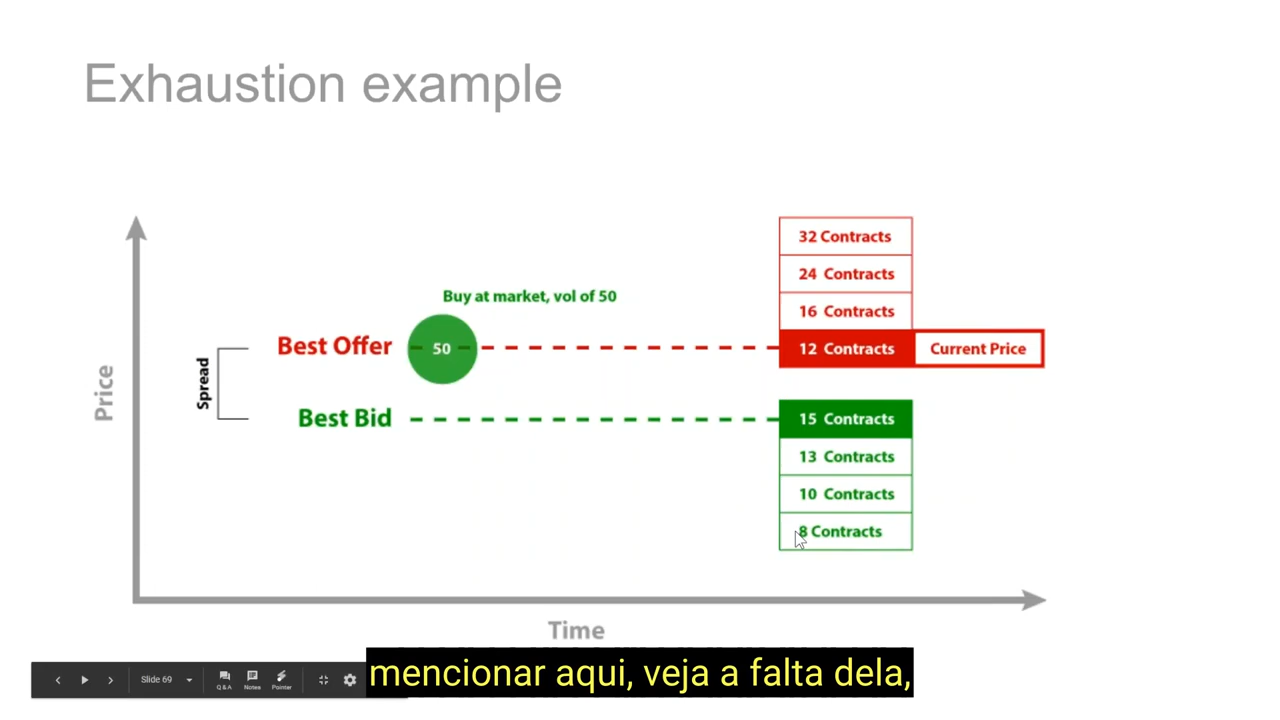 Exhaustion example
32 Contracts
24 Contracts
Buy at market, vol of 50
16 Contracts
Best Offer
50
12 Contracts
Current Price
Spread
Price
Best Bid
15 Contracts
13 Contracts
10 Contracts
8 Contracts
Time
mencionar aqui, veja a falta dela,
Slide 69
Q & A
Notes
Pointer